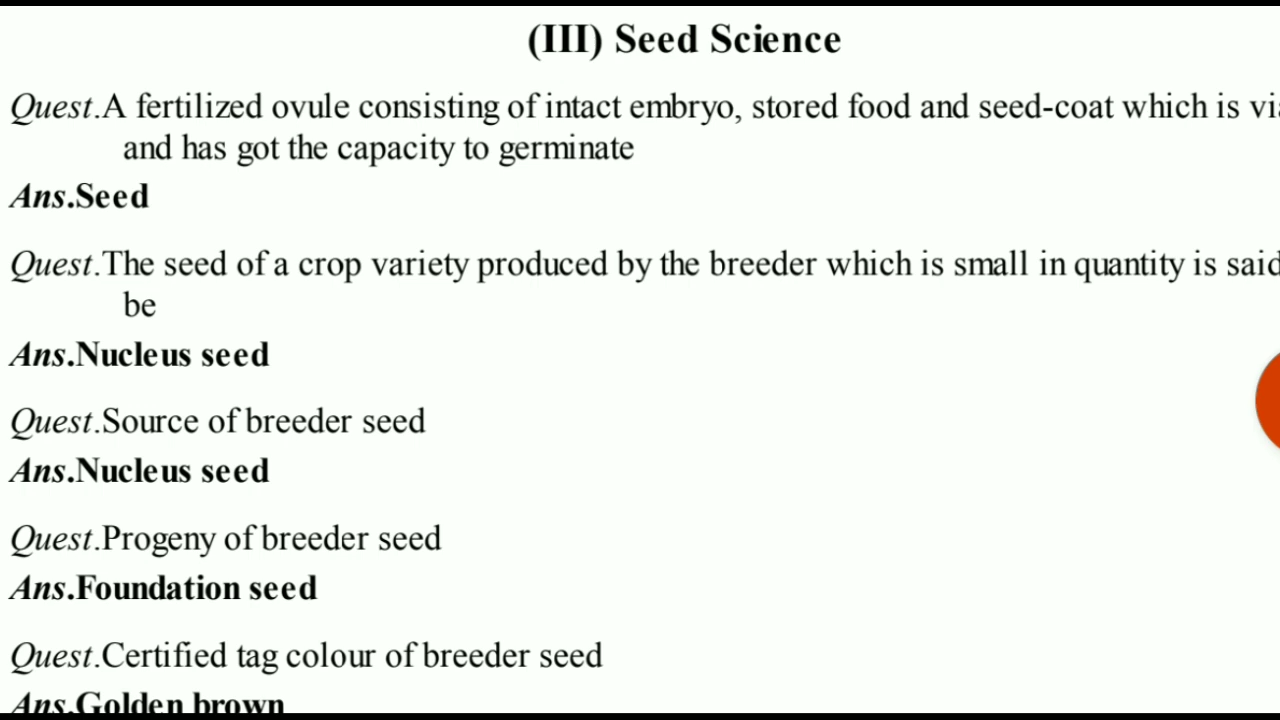 (III) Seed Science
Quest.A fertilized ovule consisting of intact embryo, stored food and seed-coat which is
and has got the capacity to germinate
Ans.Seed
Quest.The seed of a crop variety produced by the breeder which is small in quantity is said
be
Ans.Nucleus seed
Quest.Source of breeder seed
Ans.Nucleus seed
Quest.Progeny of breeder seed
Ans.Foundation seed
Quest.Certified tag colour of breeder seed
Ans.Golden brown